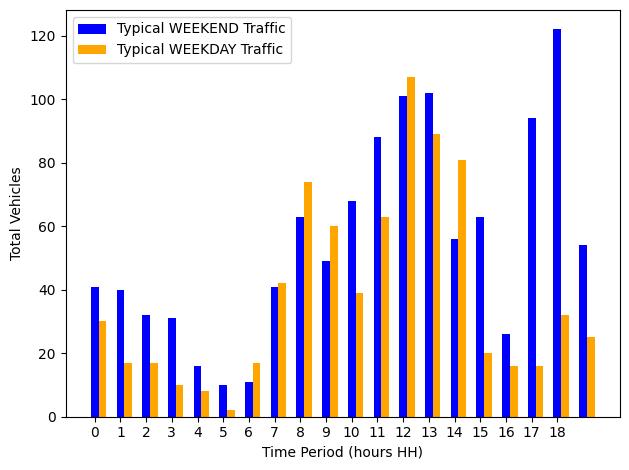 Typical WEEKEND Traffic
Typical WEEKDAY Traffic
120
100
80
60
40
20
0
Total Vehicles
0 1 2 3 4 5 6 7 8 9 10 11 12 13 14 15 16 17 18
Time Period (hours HH)